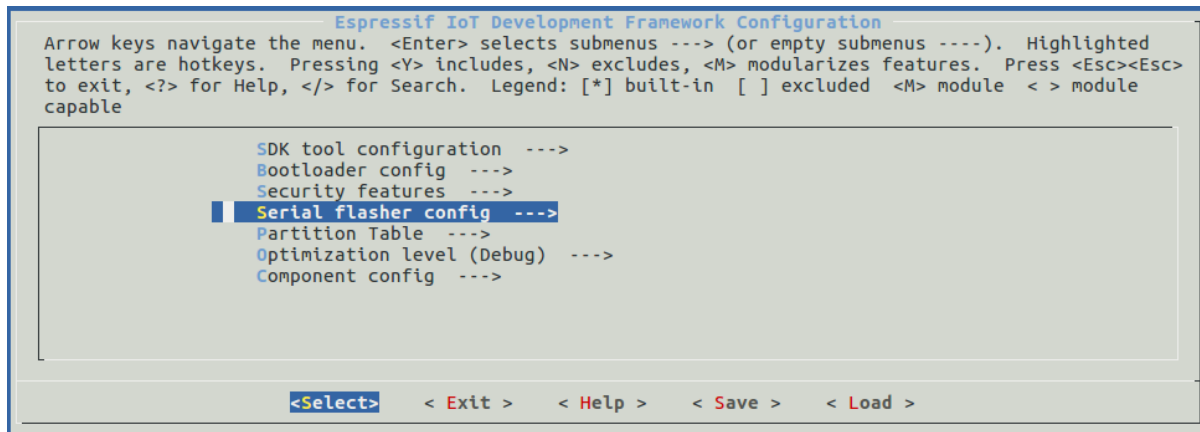 Espressif IoT Development Framework Configuration
Arrow keys navigate the menu.  <Enter> selects submenus ---> (or empty submenus ----).  Highlighted
letters are hotkeys.  Pressing <Y> includes, <N> excludes, <M> modularizes features.  Press <Esc><Esc>
to exit, <?> for Help, </> for Search.  Legend: [*] built-in  [ ] excluded  <M> module  < > module
capable
SDK tool configuration  --->
Bootloader config  --->
Security features  --->
Serial flasher config  --->
Partition Table  --->
Optimization level (Debug)  --->
Component config  --->
<Select>    < Exit >    < Help >    < Save >    < Load >